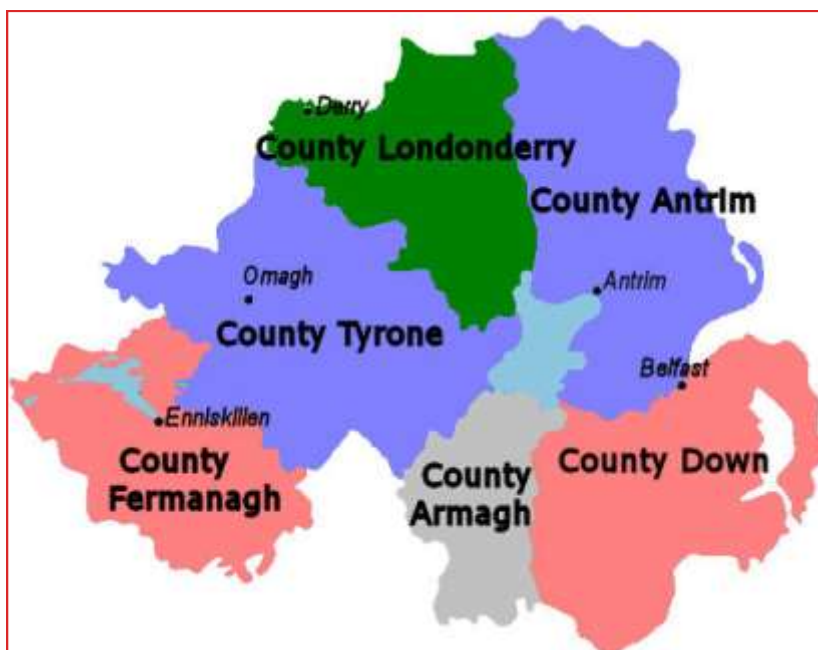 Derry
County Londonderry
County Antrim
Omagh
Antrim
County Tyrone
Belfast
Enniskillen
County
Fermanagh
County Down
County
Armagh